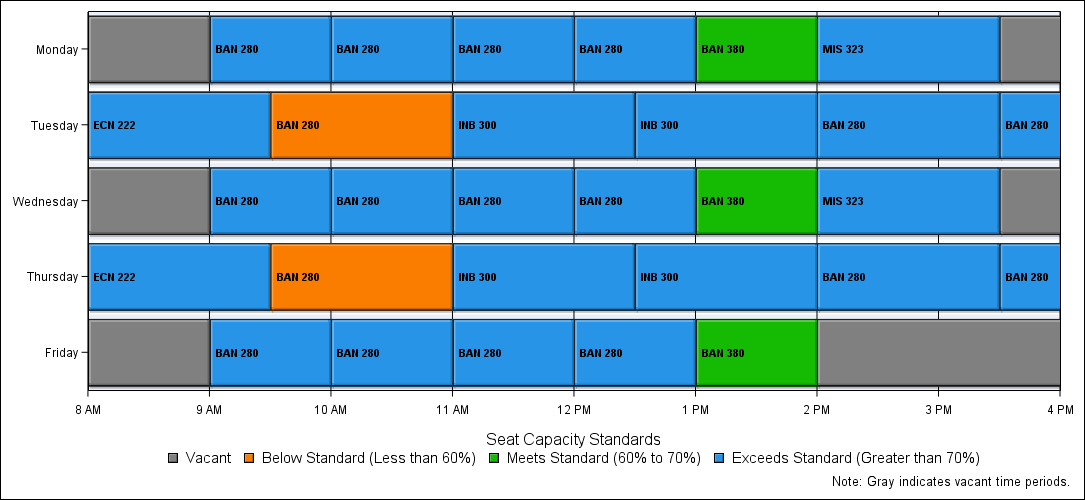 Monday BAN 280 BAN 280 BAN 280 BAN 280 BAN 380 MIS 323
Tuesday ECN 222 BAN 280 INB 300 INB 300 BAN 280 BAN 280
Wednesday BAN 280 BAN 280 BAN 280 BAN 280 BAN 380 MIS 323
Thursday ECN 222 BAN 280 INB 300 INB 300 BAN 280 BAN 280
Friday BAN 280 BAN 280 BAN 280 BAN 280 BAN 380
8 AM 9 AM 10 AM 11 AM 12 PM 1 PM 2 PM 3 PM 4 PM
Seat Capacity Standards
Vacant Below Standard (Less than 60%) Meets Standard (60% to 70%) Exceeds Standard (Greater than 70%)
Note: Gray indicates vacant time periods.